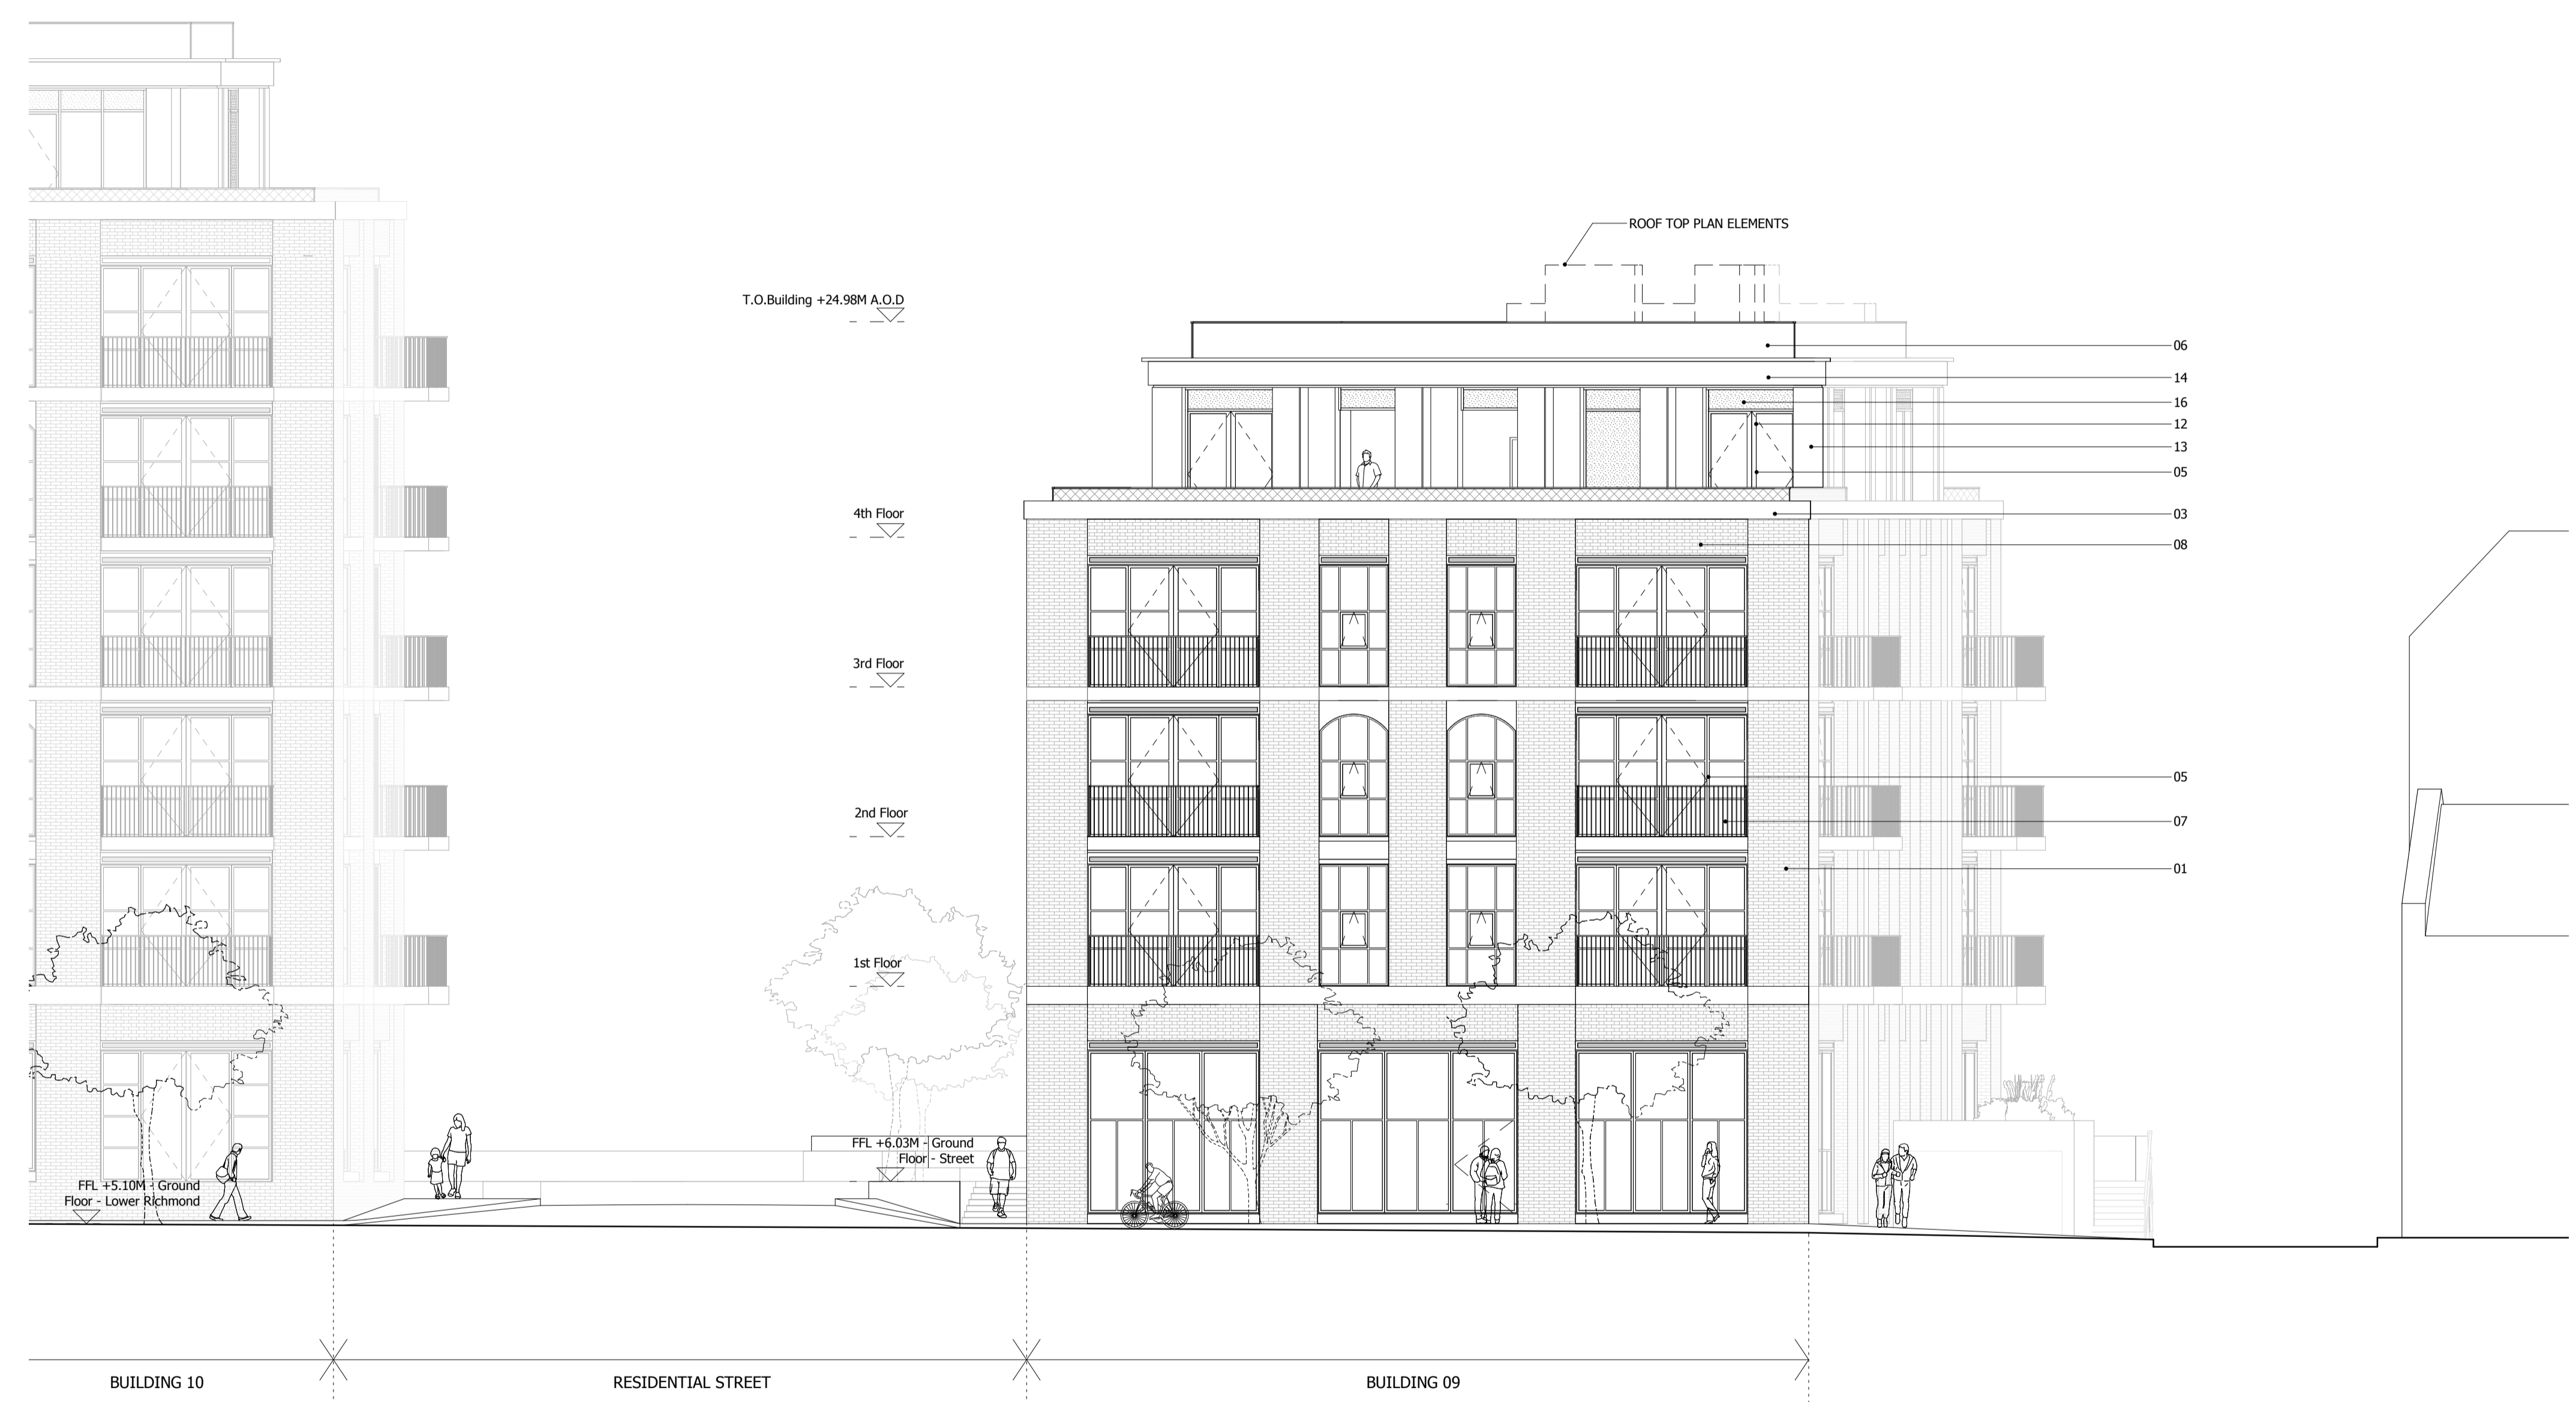 ROOF TOP PLAN ELEMENTS
T.O.Building +24.98M A.O.D
06
14
16
12
13
05
4th Floor
03
08
3rd Floor
05
2nd Floor
07
01
1st Floor
FFL +6.03M - Ground
Floor - Street
FFL +5.10M - Ground
Floor - Lower Richmond
BUILDING 10
RESIDENTIAL STREET
BUILDING 09